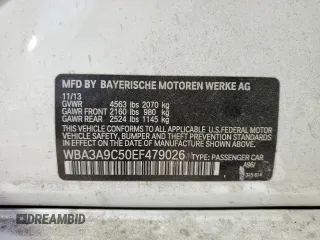 MFD BY BAYERISCHE MOTOREN WERKE AG
11/13
GVWR 4563 lbs 2070 kg
GAWR FRONT 2160 lbs 980 kg
GAWR REAR 2524 lbs 1145 kg
THIS VEHICLE CONFORMS TO ALL APPLICABLE U.S. FEDERAL MOTOR
VEHICLE SAFETY, BUMPER, AND THEFT PREVENTION STANDARDS
IN EFFECT ON THE DATE OF MANUFACTURE SHOWN ABOVE.
WBA3A9C50EF479026 TYPE: PASSENGER CAR
DREAMBID
DREAMBID.COM